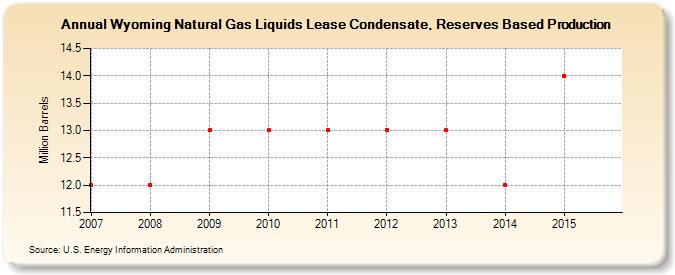 Annual Wyoming Natural Gas Liquids Lease Condensate, Reserves Based Production
Million Barrels
14.5
14.0
13.5
13.0
12.5
12.0
11.5
2007 2008 2009 2010 2011 2012 2013 2014 2015
Source: U.S. Energy Information Administration